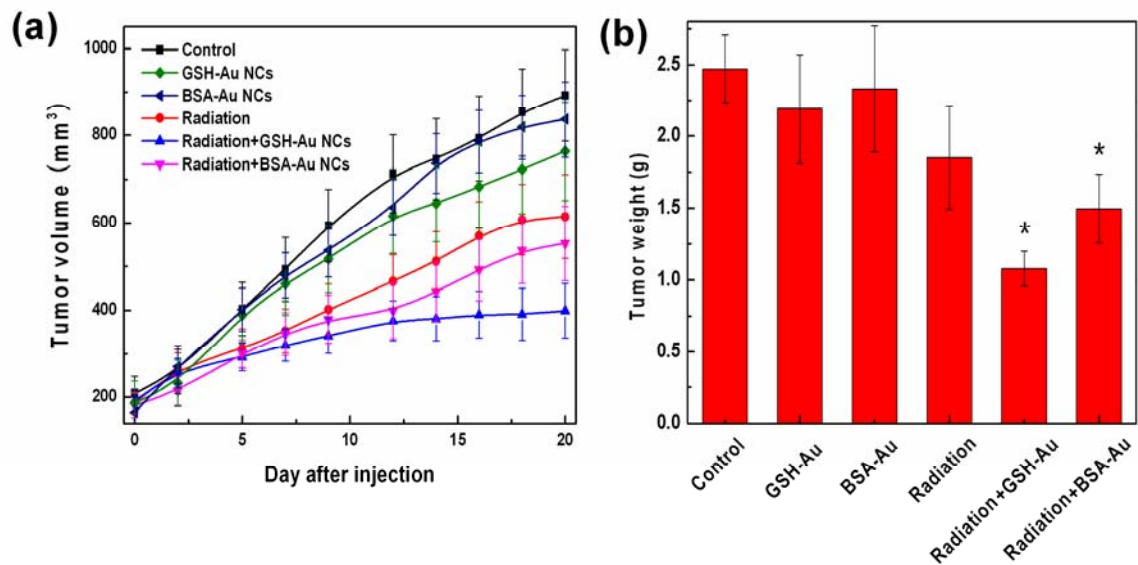 (a)
Tumor volume (mm³)
1000
800
600
400
200
Control
GSH-Au NCs
BSA-Au NCs
Radiation
Radiation+GSH-Au NCs
Radiation+BSA-Au NCs
0 5 10 15 20
Day after injection
(b)
Tumor weight (g)
2.5
2.0
1.5
1.0
0.5
0.0
*
*
Control
GSH-Au
BSA-Au
Radiation
Radiation+GSH-Au
Radiation+BSA-Au